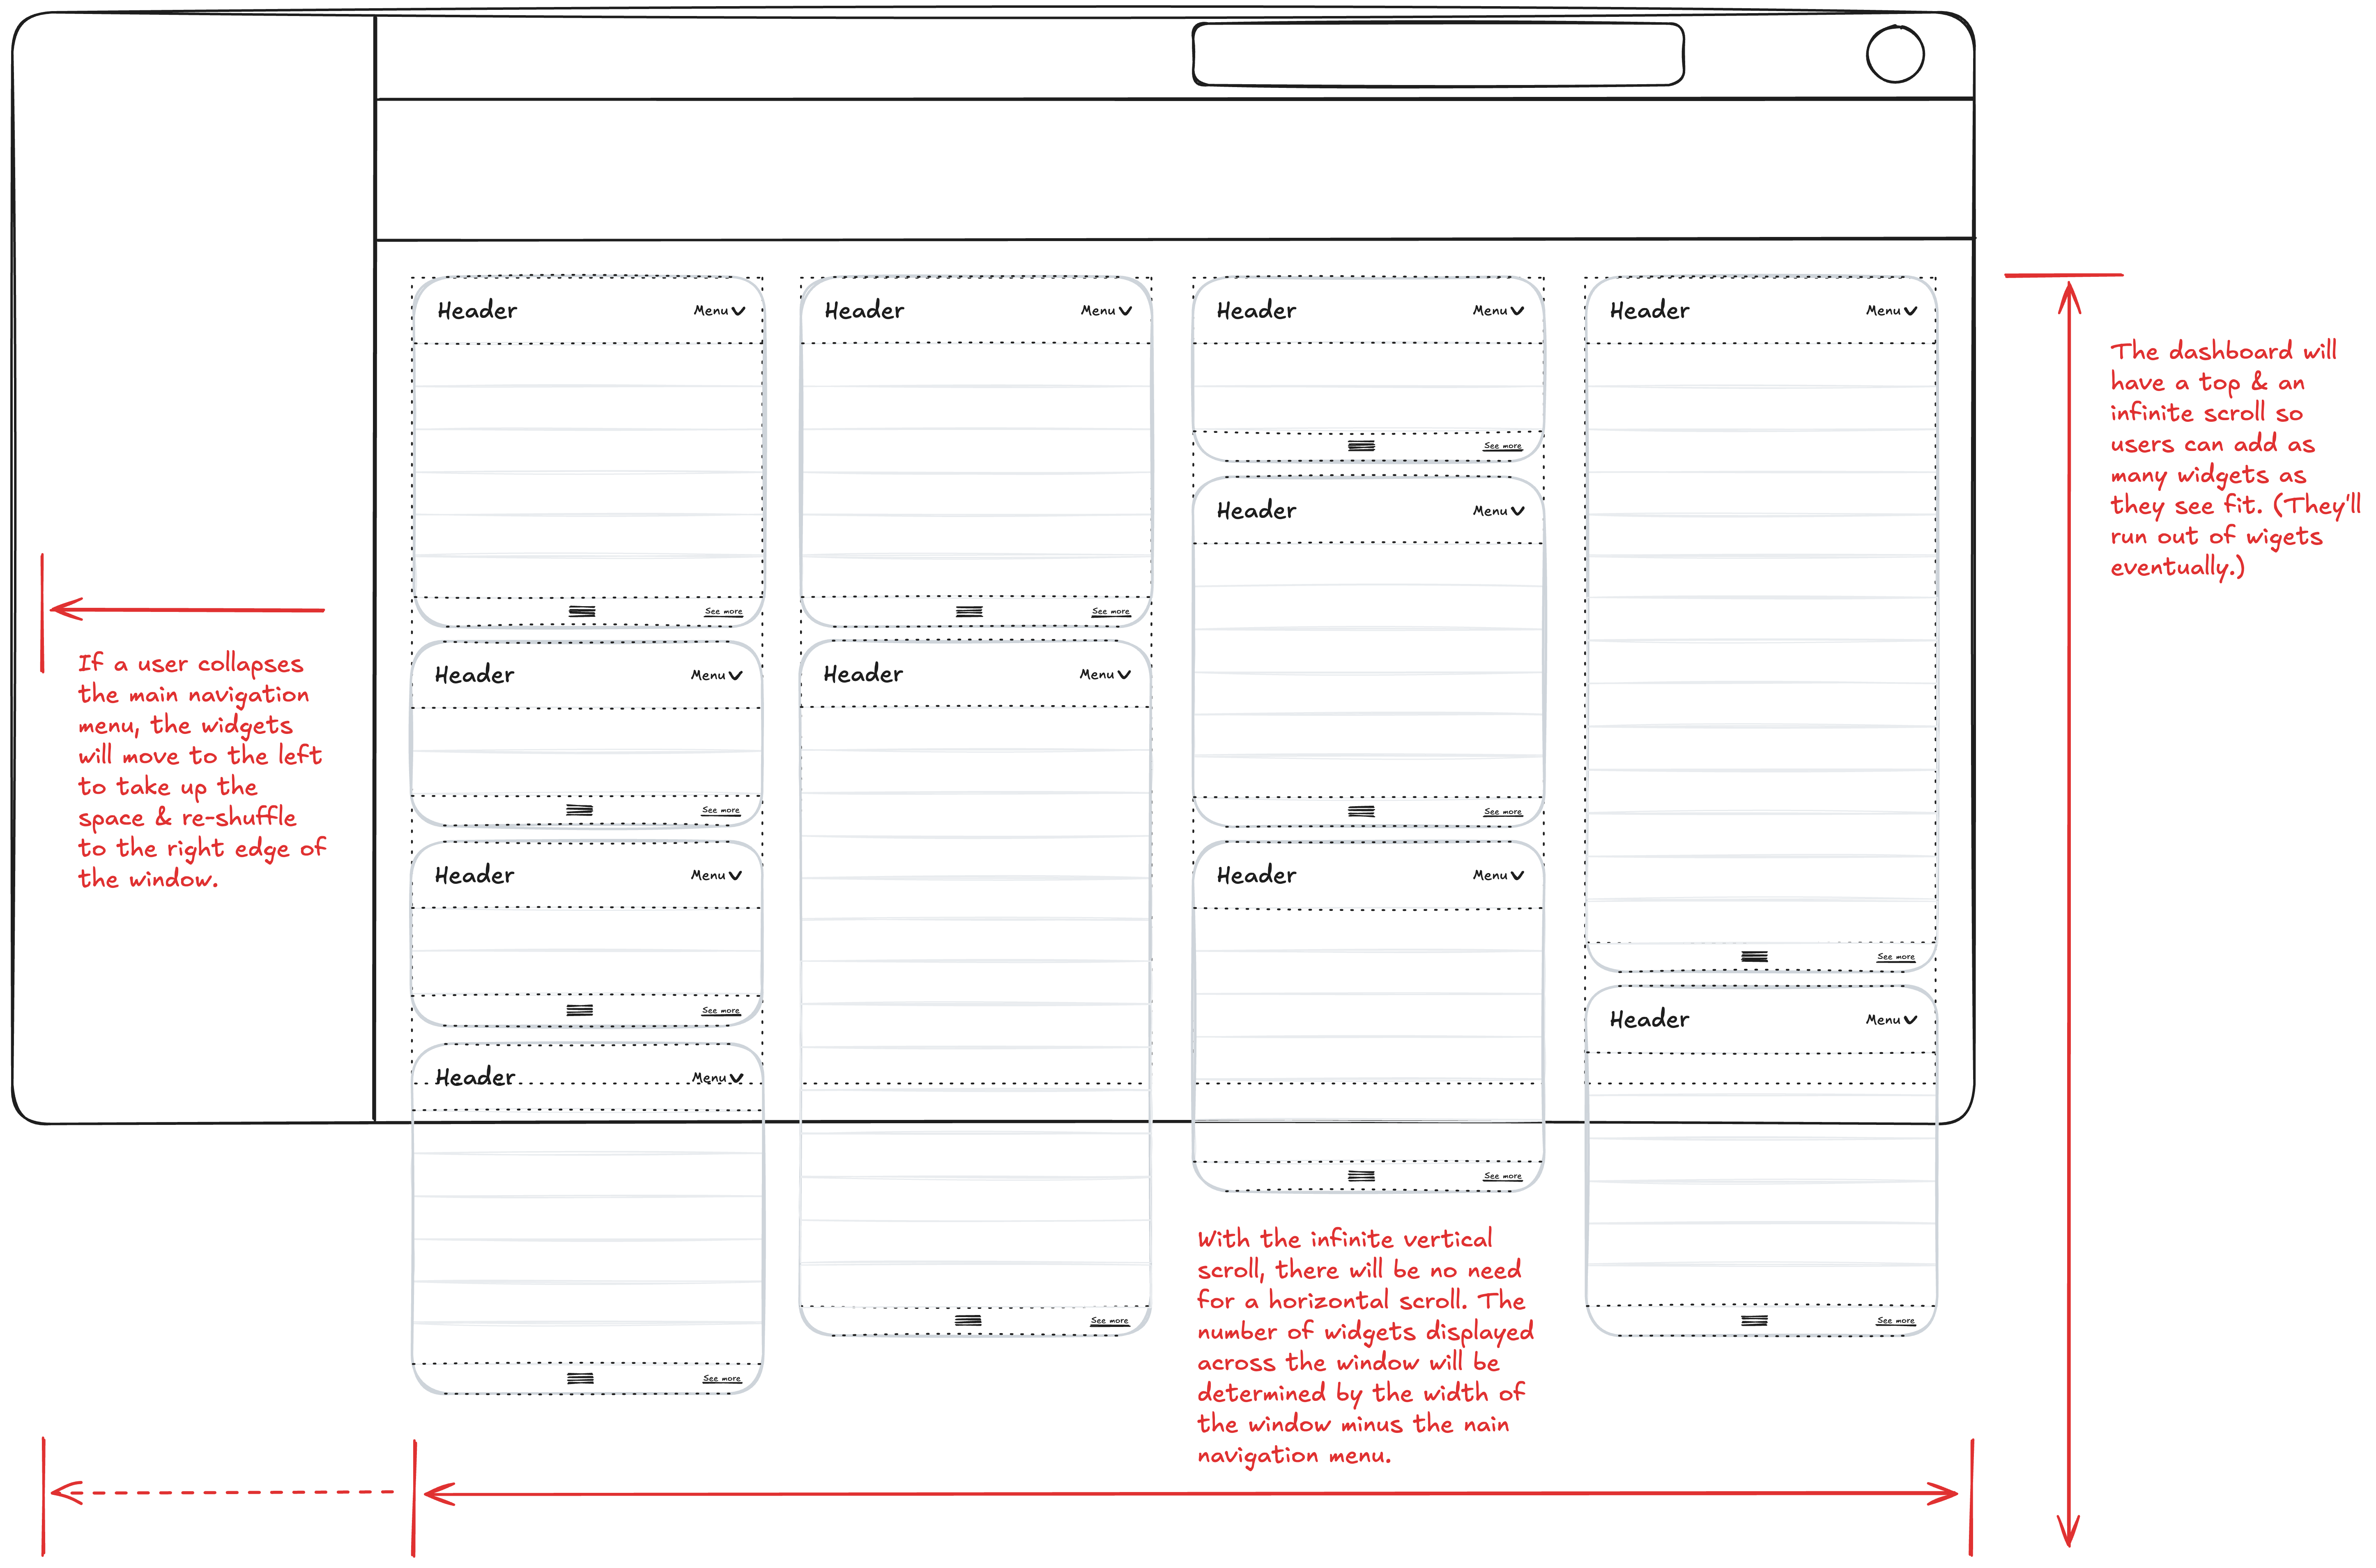 Header Menu
Header Menu
Header Menu
Header Menu
See more
Header Menu
The dashboard will
have a top & an
infinite scroll so
users can add as
many widgets as
they see fit. (They'll
run out of wigets
eventually.)
See more
See more
If a user collapses
the main navigation
menu, the widgets
will move to the left
to take up the
space & re-shuffle
to the right edge of
the window.
Header Menu
Header Menu
See more
See more
Header Menu
Header Menu
See more
See more
Header Menu
Header Menu
See more
With the infinite vertical
scroll, there will be no need
for a horizontal scroll. The
number of widgets displayed
across the window will be
determined by the width of
the window minus the nain
navigation menu.
See more
See more
See more